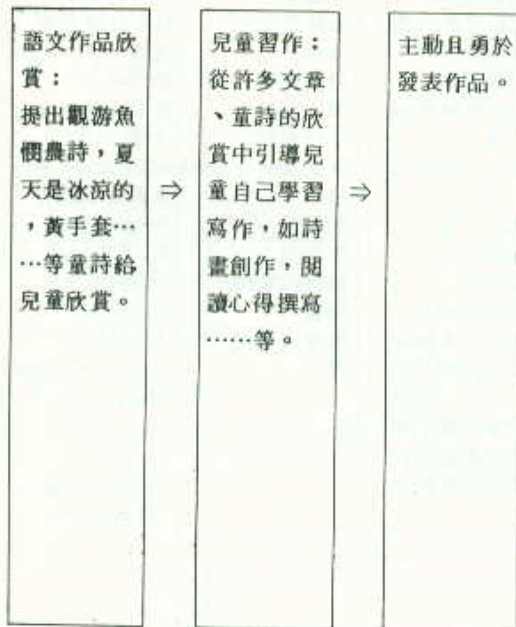 語文作品欣
賞：
提出觀游魚
憫農詩，夏
天是冰涼的
，黃手套…
…等童詩給
兒童欣賞。
⇒
兒童習作：
從許多文章
、童詩的欣
賞中引導兒
童自己學習
寫作，如詩
畫創作，閱
讀心得撰寫
……等。
⇒
主動且勇於
發表作品。